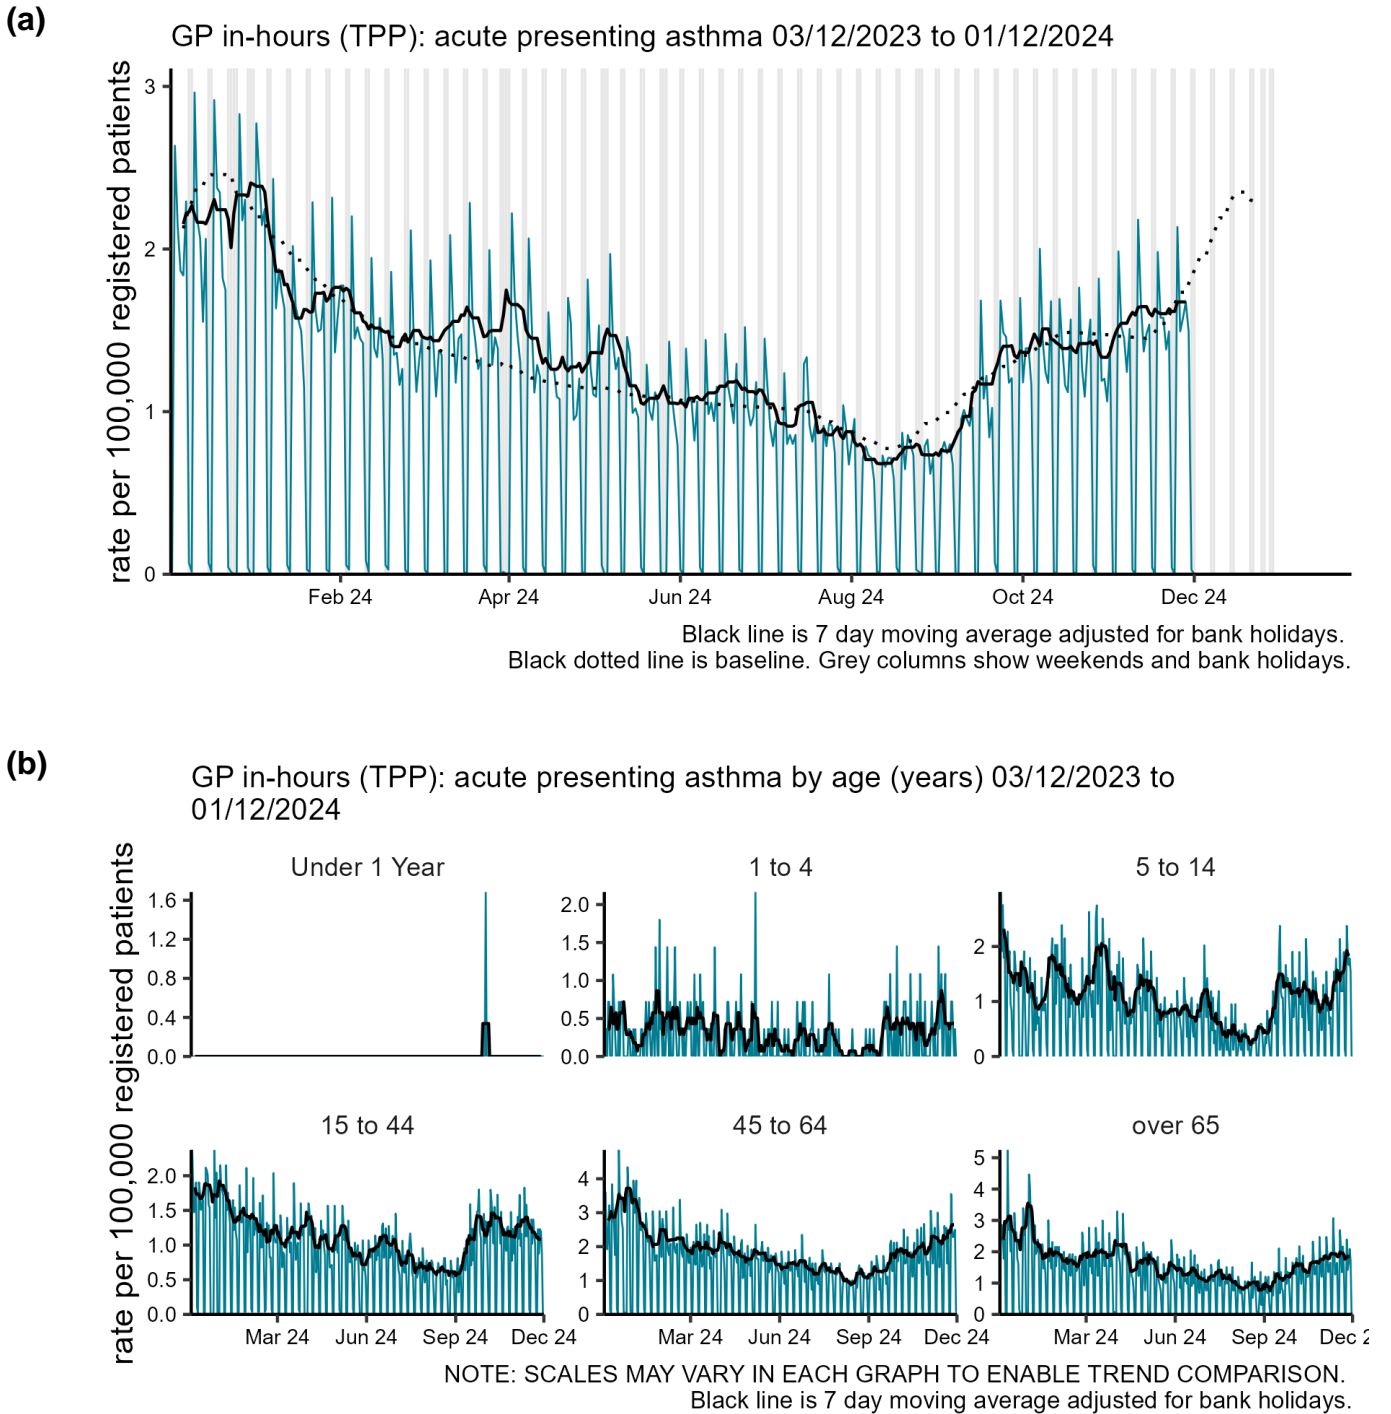 (a)
GP in-hours (TPP): acute presenting asthma 03/12/2023 to 01/12/2024
rate per 100,000 registered patients
3
2
1
0
Feb 24 Apr 24 Jun 24 Aug 24 Oct 24 Dec 24
Black line is 7 day moving average adjusted for bank holidays.
Black dotted line is baseline. Grey columns show weekends and bank holidays.
(b)
GP in-hours (TPP): acute presenting asthma by age (years) 03/12/2023 to
01/12/2024
rate per 100,000 registered patients
Under 1 Year
1.6
1.2
0.8
0.4
0.0
1 to 4
2.0
1.5
1.0
0.5
0.0
5 to 14
2
1
0
15 to 44
2.0
1.5
1.0
0.5
0.0
Mar 24 Jun 24 Sep 24 Dec 24
45 to 64
4
3
2
1
0
Mar 24 Jun 24 Sep 24 Dec 24
over 65
5
4
3
2
1
0
Mar 24 Jun 24 Sep 24 Dec 2
NOTE: SCALES MAY VARY IN EACH GRAPH TO ENABLE TREND COMPARISON.
Black line is 7 day moving average adjusted for bank holidays.